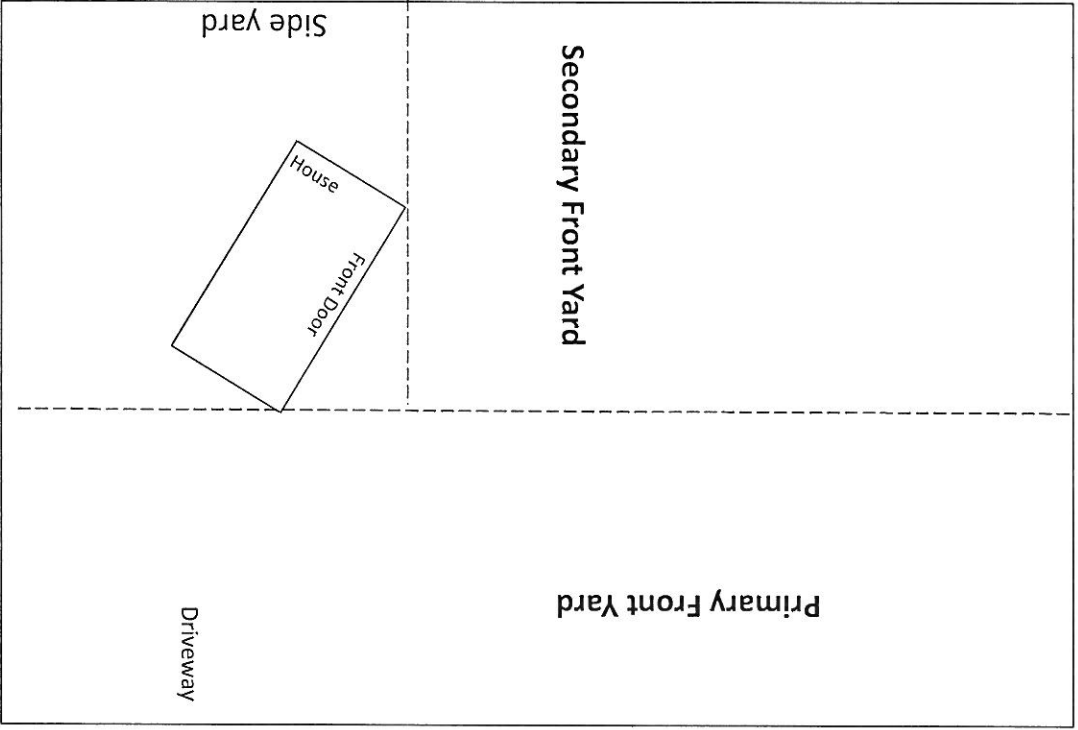 Side yard
Secondary Front Yard
House
Front Door
Primary Front Yard
Driveway